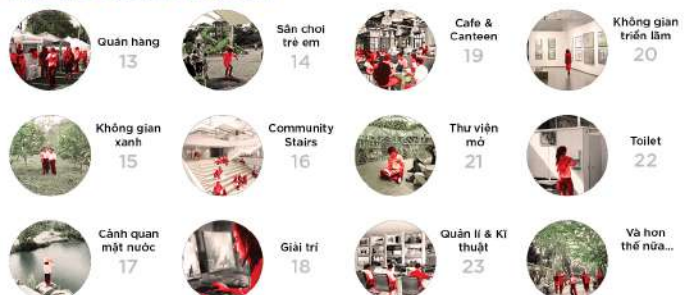 Quán hàng
13
Sân chơi
trẻ em
14
Cafe &
Canteen
19
Không gian
triển lãm
20
Không gian
xanh
15
Community
Stairs
16
Thư viện
mở
21
Toilet
22
Cảnh quan
mặt nước
17
Giải trí
18
Quản lí & Kĩ
thuật
23
Và hơn
thế nữa...